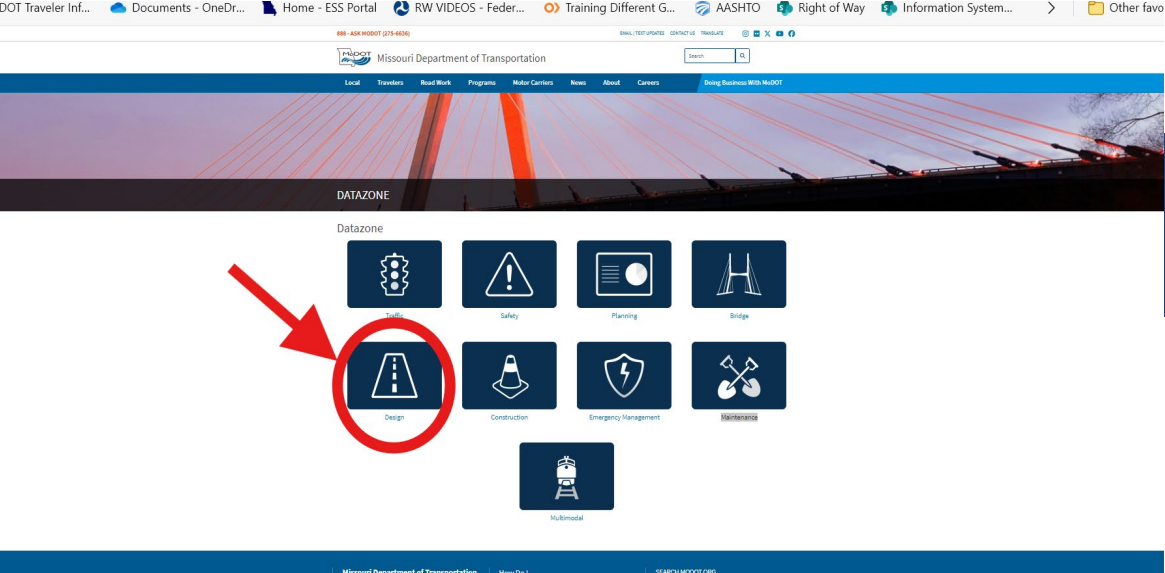 DOT Traveler Inf... Documents - OneDr... Home - ESS Portal RW VIDEOS - Feder... Training Different G... AASHTO Right of Way Information System... Other favo
888 - ASK MODOT (275-6636) EMAIL / TEXT UPDATES CONTACT US TRANSLATE
MoDOT Missouri Department of Transportation Search
Local Travelers Road Work Programs Motor Carriers News About Careers Doing Business With MoDOT
DATAZONE
Datazone
Traffic Safety Planning Bridge
Design Construction Emergency Management Maintenance
Multimodal
Missouri Department of Transportation How Do I SEARCH MODOT.ORG